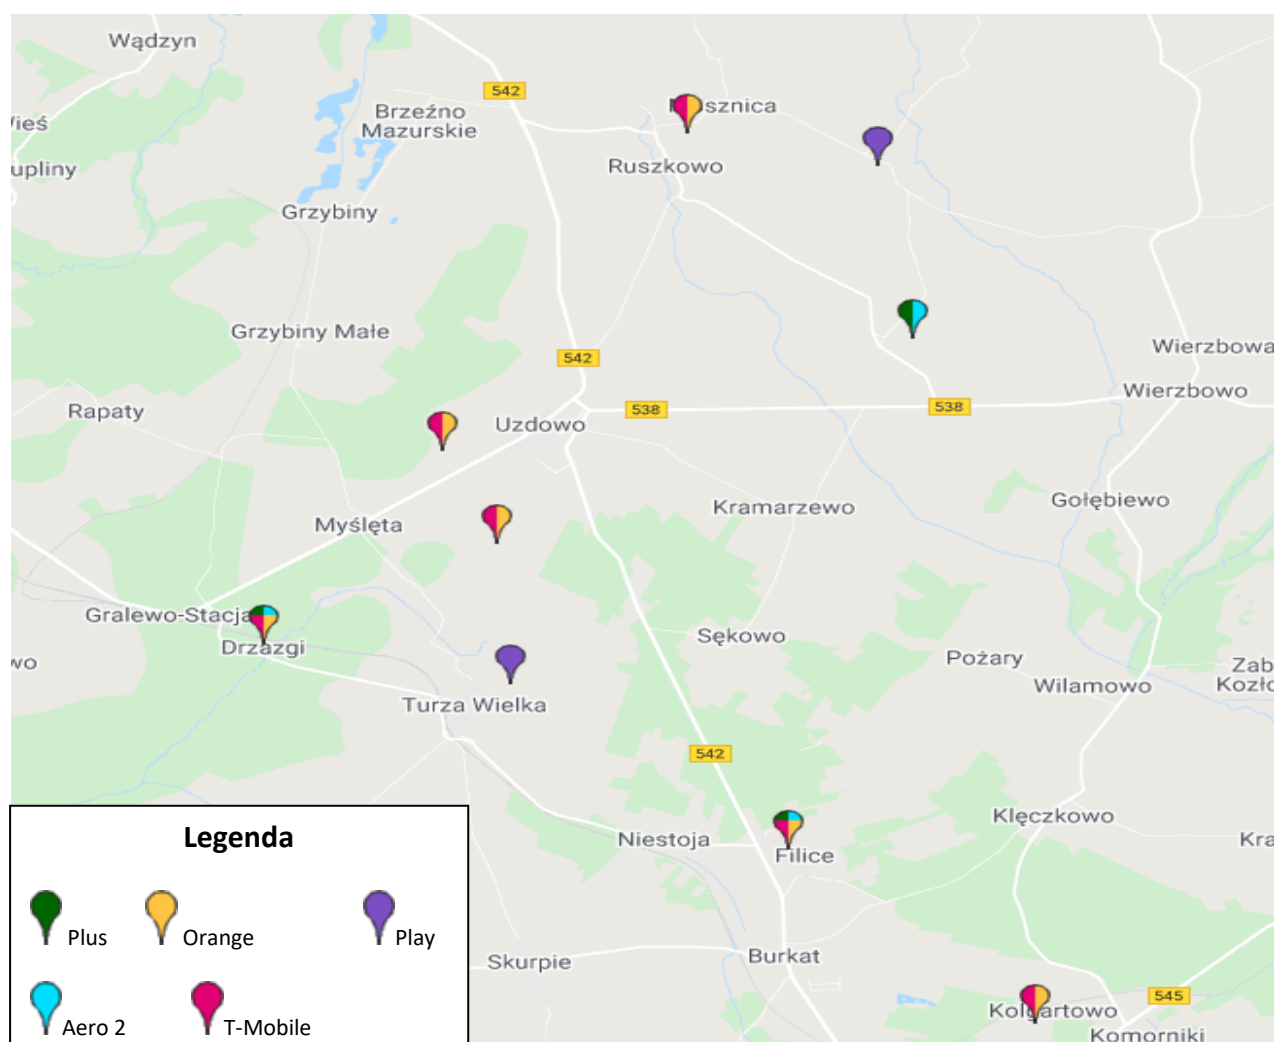 Wądzyn
542
Brzeźno
Mazurskie
sznica
ieś
upliny
Ruszkowo
Grzybiny
Grzybiny Małe
542
Wierzbowa
Rapaty
Wierzbowo
538
538
Uzdowo
Gołębiewo
Kramarzewo
Myślęta
Gralewo-Stacja
Drzazgi
Sękowo
wo
Pożary
Zab
Kozło
Wilamowo
Turza Wielka
542
Klęczkowo
Niestoja
Filice
Kra
Burkat
Skurpie
545
Kolgartowo
Komorniki
Legenda
Plus
Orange
Play
Aero 2
T-Mobile